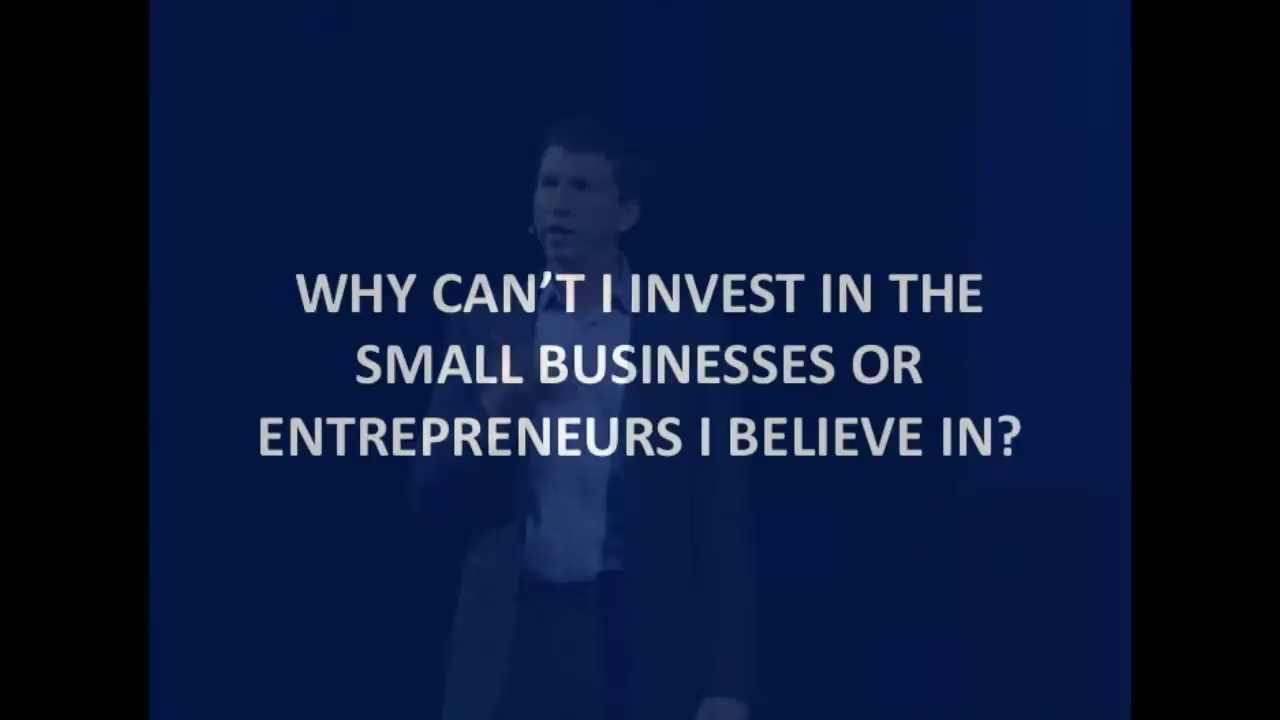 WHY CAN’T I INVEST IN THE
SMALL BUSINESSES OR
ENTREPRENEURS I BELIEVE IN?